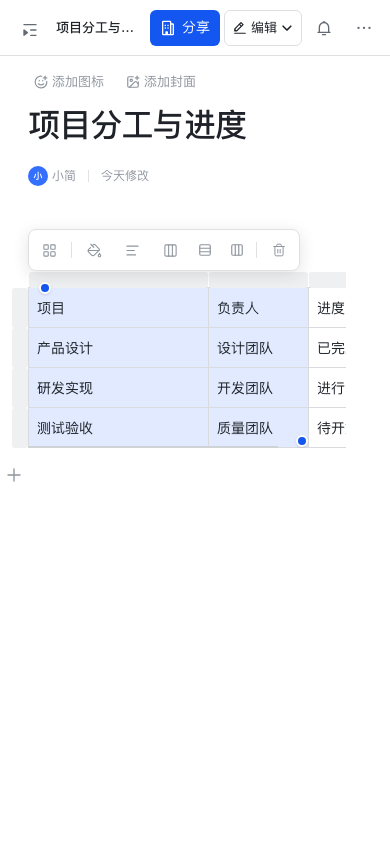 项目分工与... 分享 编辑
添加图标 添加封面
项目分工与进度
小 小简 今天修改
项目 负责人 进度
产品设计 设计团队 已完
研发实现 开发团队 进行
测试验收 质量团队 待开